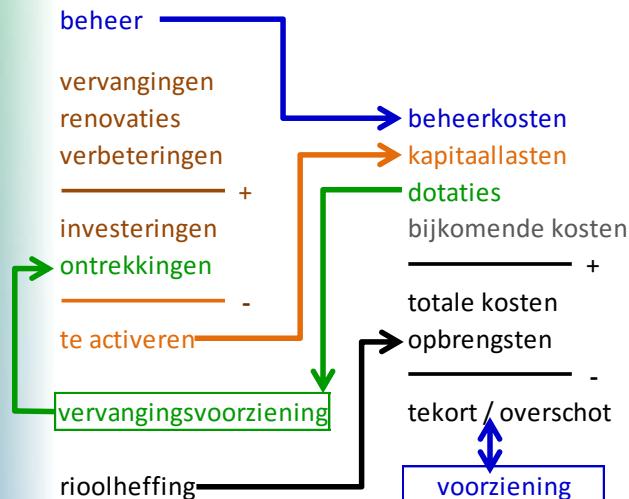 beheer
vervangingen
renovaties
verbeteringen
+
investeringen
ontrekkingen
-
te activeren
vervangingsvoorziening
rioolheffing
beheerkosten
kapitaallasten
dotaties
bijkomende kosten
+
totale kosten
opbrengsten
-
tekort / overschot
voorziening